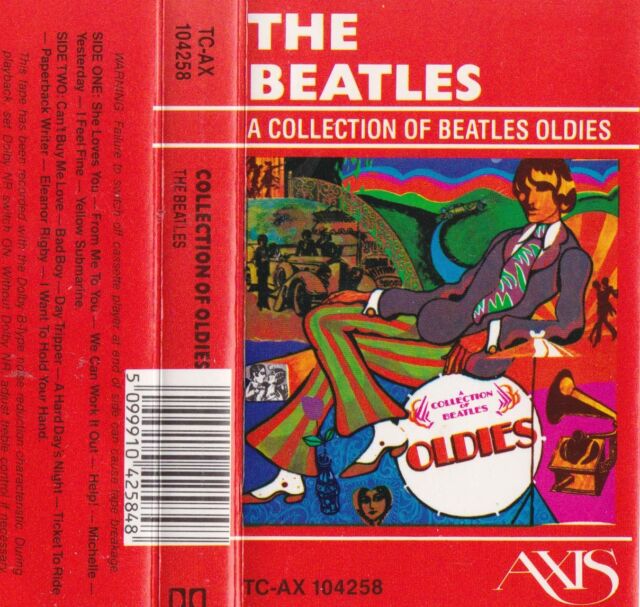 THE
BEATLES
A COLLECTION OF BEATLES OLDIES
A
COLLECTION
OF
BEATLES
OLDIES
TC-AX 104258
AXIS
TC-AX
104258
COLLECTION OF OLDIES
THE BEATLES
5 099910 425848
WARNING: Failure to switch off cassette player at end of side can cause tape breakage.
SIDE ONE: She Loves You — From Me To You — We Can Work It Out — Help! — Michelle —
Yesterday — I Feel Fine — Yellow Submarine.
SIDE TWO: Can't Buy Me Love — Bad Boy — Day Tripper — A Hard Day's Night — Ticket To Ride
— Paperback Writer — Eleanor Rigby — I Want To Hold Your Hand.
This tape has been recorded with the Dolby B-type noise reduction characteristic. During
playback set Dolby NR switch ON. Without Dolby NR, adjust treble control if necessary